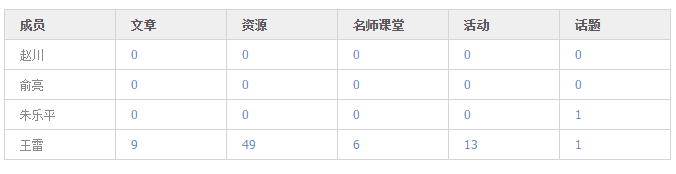 成员 文章 资源 名师课堂 活动 话题
赵川 0 0 0 0 0
俞亮 0 0 0 0 0
朱乐平 0 0 0 0 1
王雷 9 49 6 13 1